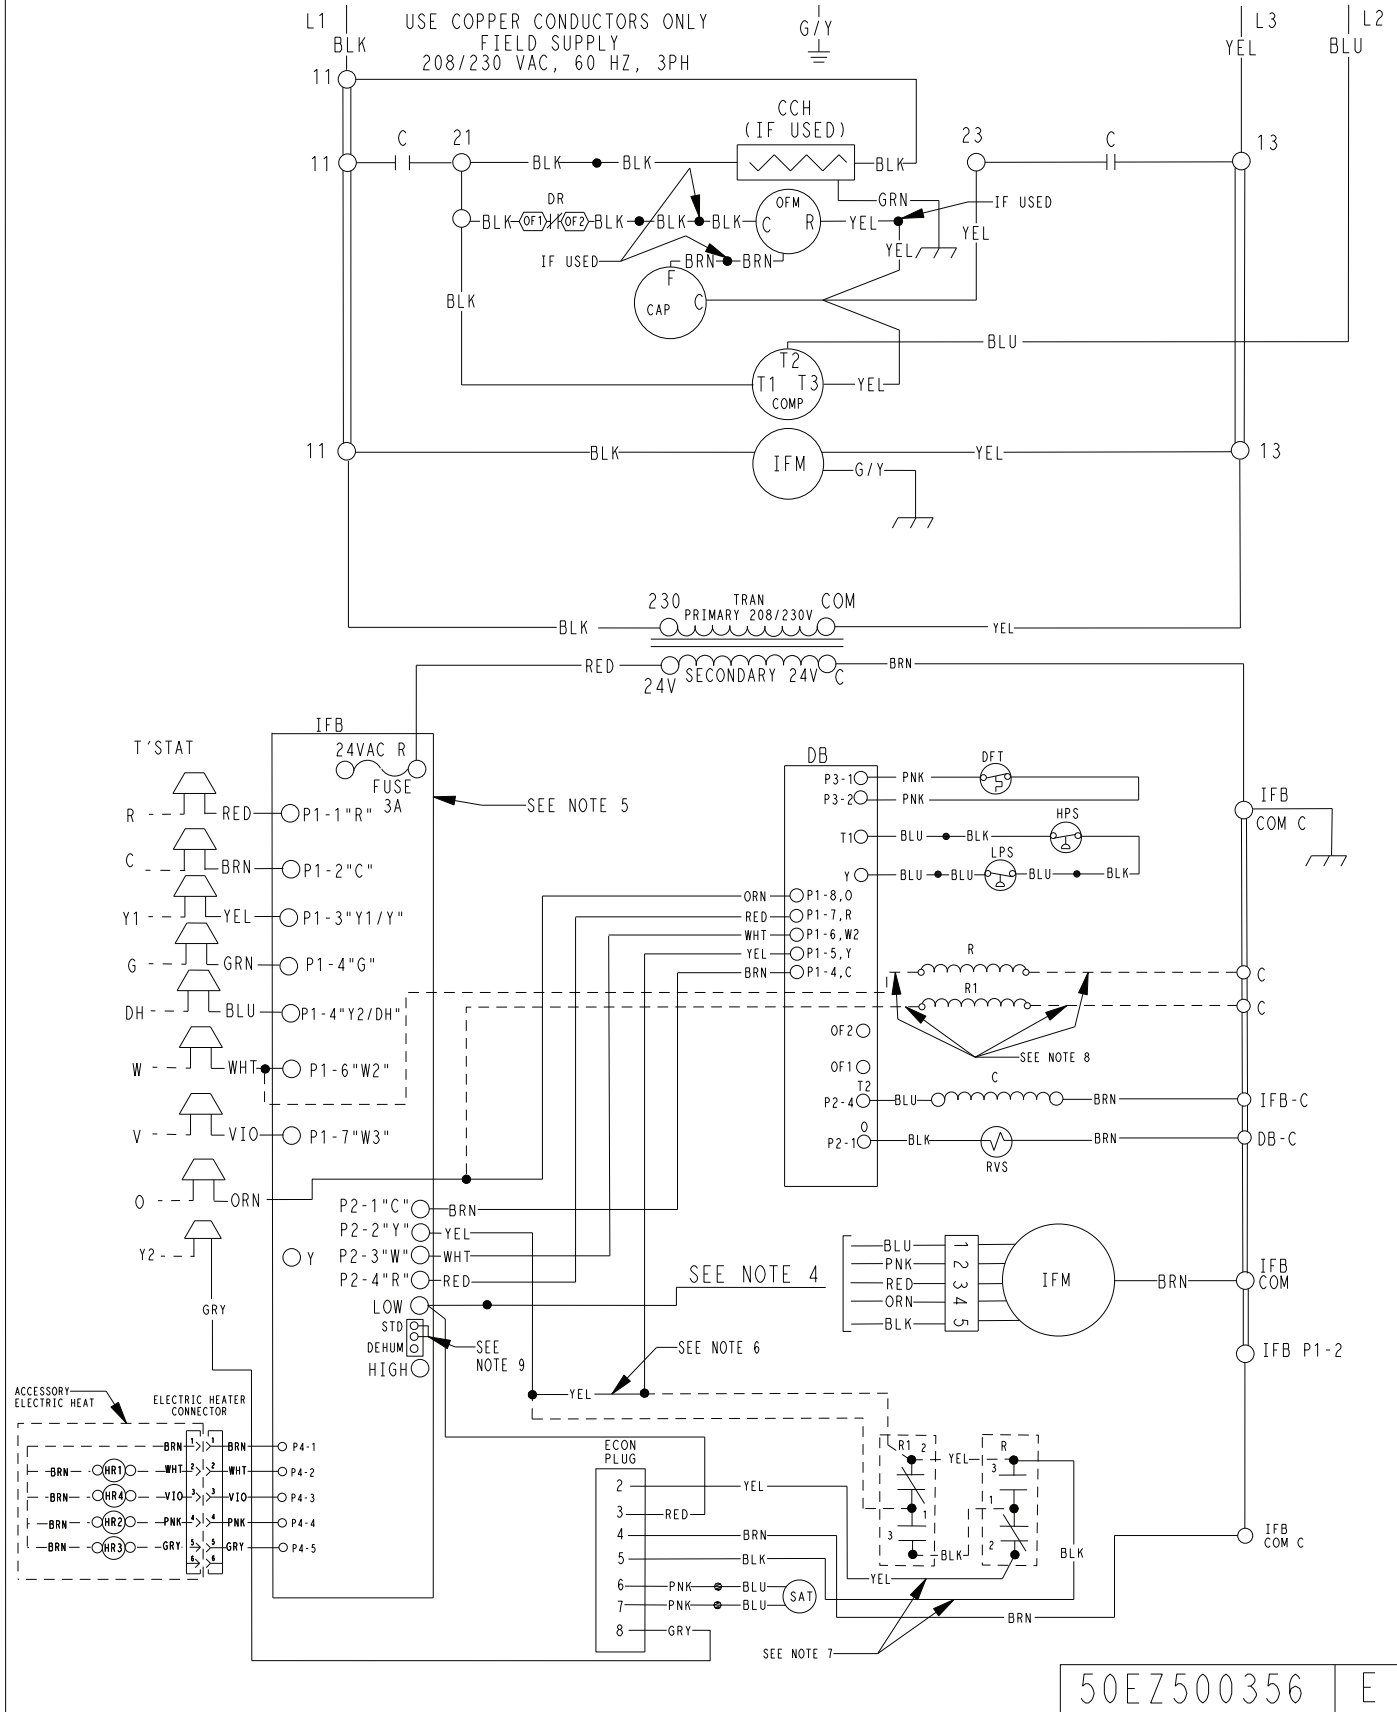 L1 USE COPPER CONDUCTORS ONLY G/Y L3 L2
BLK FIELD SUPPLY YEL BLU
208/230 VAC, 60 HZ, 3PH
11
CCH
(IF USED)
11 C 21 BLK BLK BLK 23 C 13
GRN
DR OFM IF USED
BLK OF1 OF2 BLK BLK BLK C R YEL YEL
YEL
IF USED BRN BRN
F
BLK CAP C
BLU
T2
T1 T3 YEL
COMP
11 BLK IFM YEL 13
G/Y
230 TRAN COM
PRIMARY 208/230V
BLK YEL
RED BRN
24V SECONDARY 24V C
IFB
T'STAT 24VAC R DB
FUSE
3A
SEE NOTE 5
R RED P1-1"R"
C BRN P1-2"C"
Y1 YEL P1-3"Y1/Y"
G GRN P1-4"G"
DH BLU P1-4"Y2/DH"
W WHT P1-6"W2"
V VIO P1-7"W3"
O ORN
Y2 Y
GRY
P3-1 PNK DFT
P3-2 PNK
IFB
COM C
T1 BLU BLK HPS
LPS
Y BLU BLU BLU BLK
ORN P1-8,O
RED P1-7,R
WHT P1-6,W2
YEL P1-5,Y
BRN P1-4,C
R C
R1 C
OF2
SEE NOTE 8
OF1
T2
P2-4 BLU C BRN IFB-C
O
P2-1 BLK RVS BRN DB-C
P2-1"C" BRN
P2-2"Y" YEL
P2-3"W" WHT
P2-4"R" RED
LOW
SEE NOTE 4
STD
DEHUM
HIGH
SEE
NOTE 9
SEE NOTE 6
YEL
BLU 1
PNK 2
RED 3
ORN 4
BLK 5
IFM BRN IFB
COM
IFB P1-2
ACCESSORY
ELECTRIC HEAT
ELECTRIC HEATER
CONNECTOR
BRN 1 1 BRN P4-1
BRN HR1 WHT 2 2 WHT P4-2
BRN HR4 VIO 3 3 VIO P4-3
BRN HR2 PNK 4 4 PNK P4-4
BRN HR3 GRY 5 5 GRY P4-5
6 6
ECON
PLUG
2 YEL
3 RED
4 BRN
5 BLK
6 PNK BLU
7 PNK BLU
SAT
8 GRY
R1 2 YEL R
3
1 1
3 BLK 2
BLK
YEL
BRN
IFB
COM C
SEE NOTE 7
50EZ500356 E